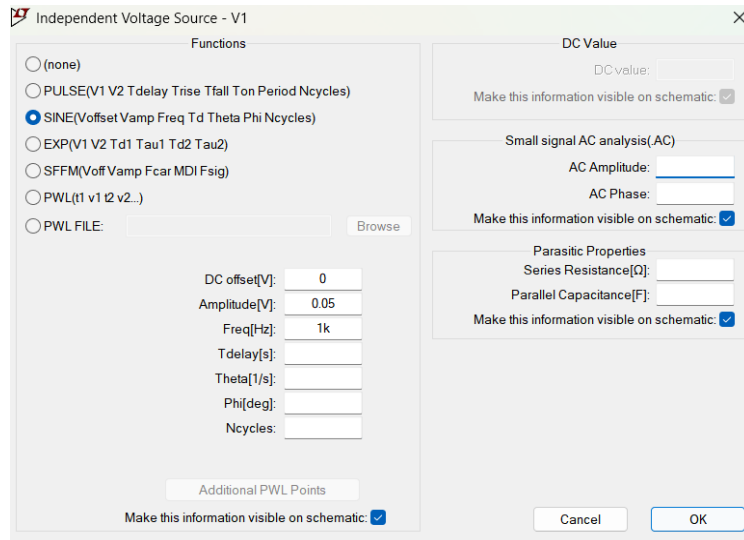 Independent Voltage Source - V1
Functions
(none)
PULSE(V1 V2 Tdelay Trise Tfall Ton Period Ncycles)
SINE(Voffset Vamp Freq Td Theta Phi Ncycles)
EXP(V1 V2 Td1 Tau1 Td2 Tau2)
SFFM(Voff Vamp Fcar MDI Fsig)
PWL(t1 v1 t2 v2...)
PWL FILE: Browse
DC offset[V]: 0
Amplitude[V]: 0.05
Freq[Hz]: 1k
Tdelay[s]:
Theta[1/s]:
Phi[deg]:
Ncycles:
Additional PWL Points
Make this information visible on schematic:
DC Value
DC value:
Make this information visible on schematic:
Small signal AC analysis(.AC)
AC Amplitude:
AC Phase:
Make this information visible on schematic:
Parasitic Properties
Series Resistance[Ω]:
Parallel Capacitance[F]:
Make this information visible on schematic:
Cancel OK